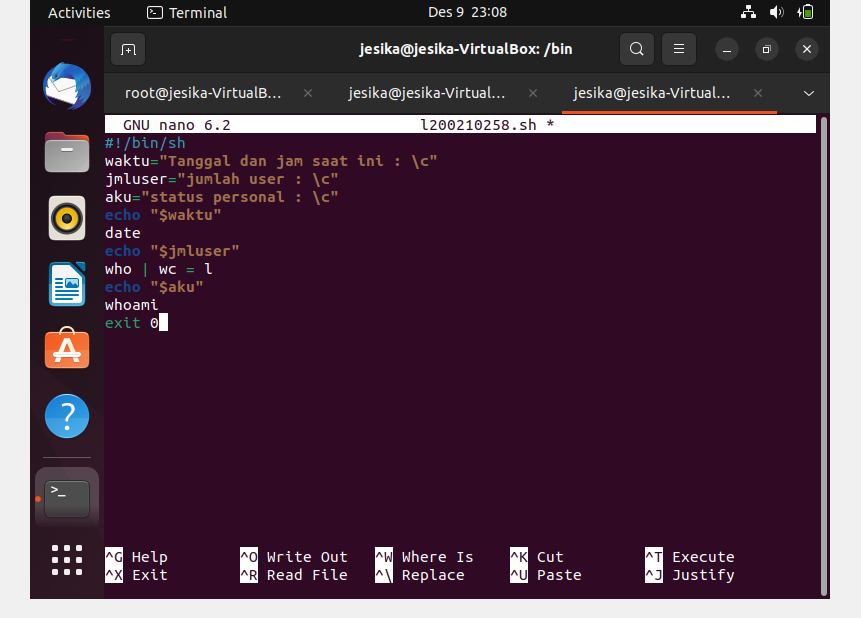 Activities Terminal Des 9 23:08
jesika@jesika-VirtualBox: /bin
root@jesika-VirtualB... × jesika@jesika-Virtual... × jesika@jesika-Virtual... ×
GNU nano 6.2 l200210258.sh *
#!/bin/sh
waktu="Tanggal dan jam saat ini : \c"
jmluser="jumlah user : \c"
aku="status personal : \c"
echo "$waktu"
date
echo "$jmluser"
who | wc = l
echo "$aku"
whoami
exit 0
^G Help ^O Write Out ^W Where Is ^K Cut ^T Execute
^X Exit ^R Read File ^\ Replace ^U Paste ^J Justify